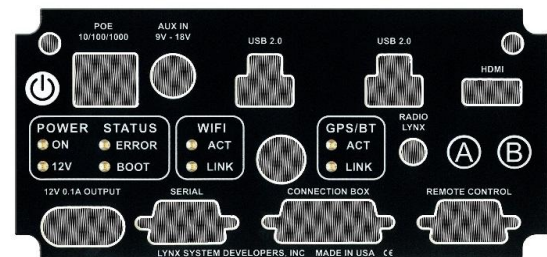 POE
10/100/1000
AUX IN
9V - 18V
USB 2.0
USB 2.0
HDMI
POWER STATUS
ON ERROR
12V BOOT
WIFI
ACT
LINK
GPS/BT
ACT
LINK
RADIO
LYNX
A B
12V 0.1A OUTPUT
SERIAL
CONNECTION BOX
REMOTE CONTROL
LYNX SYSTEM DEVELOPERS, INC MADE IN USA CE